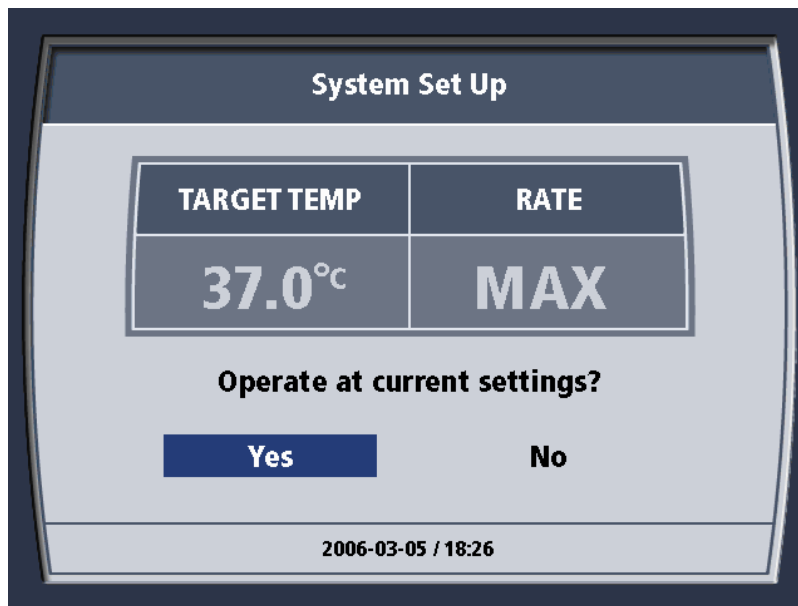 System Set Up
TARGET TEMP RATE
37.0°C MAX
Operate at current settings?
Yes No
2006-03-05 / 18:26